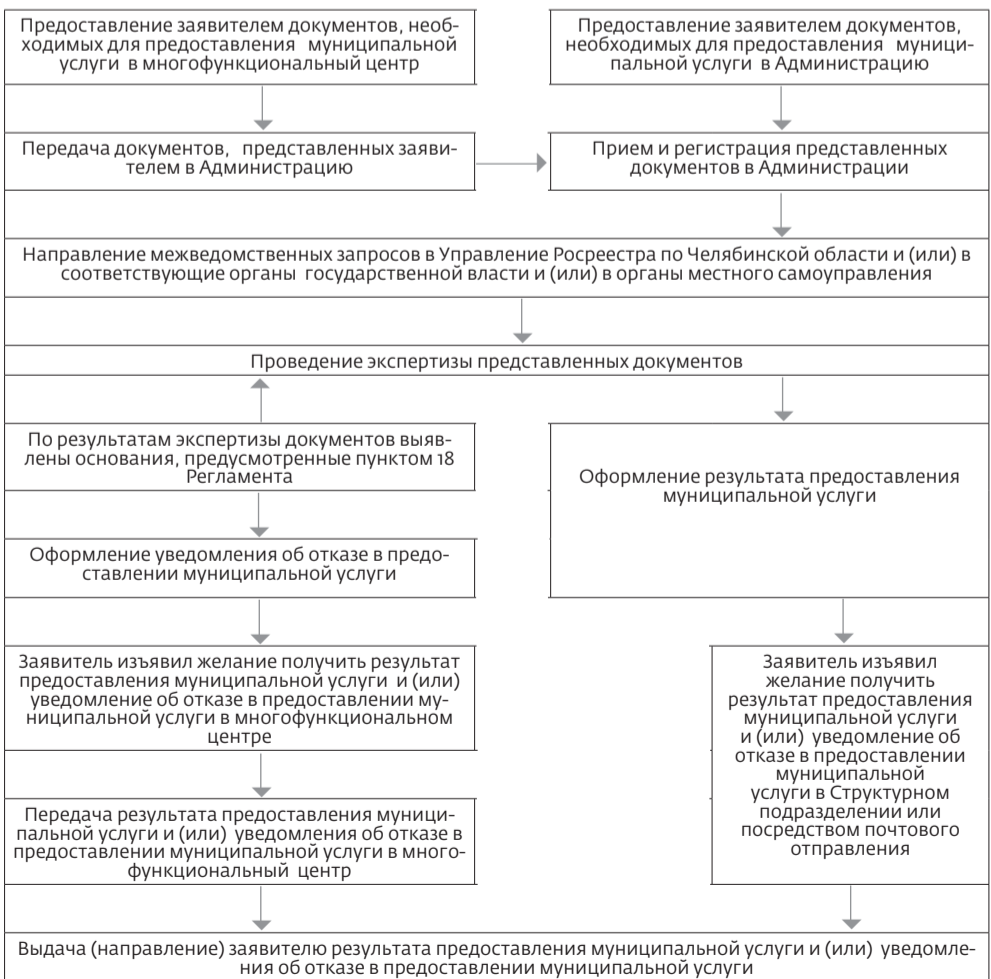 Предоставление заявителем документов, необ-
ходимых для предоставления муниципальной
услуги в многофункциональный центр
Предоставление заявителем документов,
необходимых для предоставления муници-
пальной услуги в Администрацию
Передача документов, представленных заяви-
телем в Администрацию
Прием и регистрация представленных
документов в Администрации
Направление межведомственных запросов в Управление Росреестра по Челябинской области и (или) в
соответствующие органы государственной власти и (или) в органы местного самоуправления
Проведение экспертизы представленных документов
По результатам экспертизы документов выяв-
лены основания, предусмотренные пунктом 18
Регламента
Оформление результата предоставления
муниципальной услуги
Оформление уведомления об отказе в предо-
ставлении муниципальной услуги
Заявитель изъявил желание получить результат
предоставления муниципальной услуги и (или)
уведомление об отказе в предоставлении му-
ниципальной услуги в многофункциональном
центре
Заявитель изъявил
желание получить
результат предоставления
муниципальной услуги
и (или) уведомление об
отказе в предоставлении
муниципальной
услуги в Структурном
подразделении или
посредством почтового
отправления
Передача результата предоставления муници-
пальной услуги и (или) уведомления об отказе в
предоставлении муниципальной услуги в много-
функциональный центр
Выдача (направление) заявителю результата предоставления муниципальной услуги и (или) уведомле-
ния об отказе в предоставлении муниципальной услуги